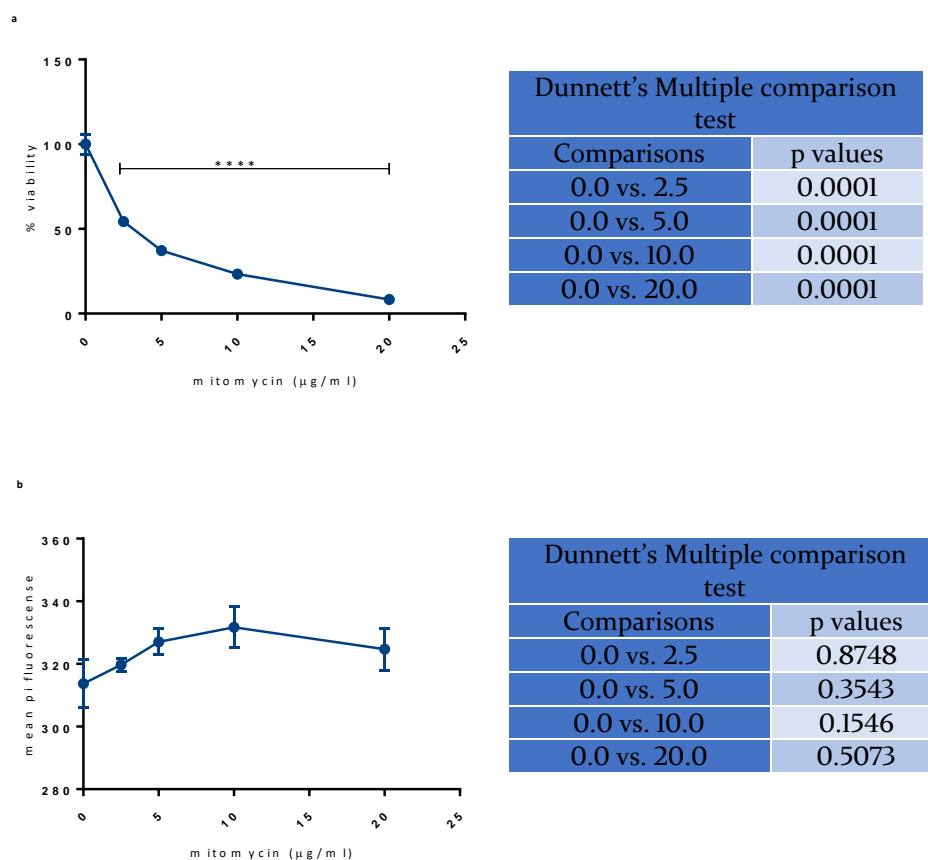 a
150
100
50
0
% viability
****
0 5 10 15 20 25
mitomycin (µg/ml)
Dunnett's Multiple comparison
test
Comparisons p values
0.0 vs. 2.5 0.0001
0.0 vs. 5.0 0.0001
0.0 vs. 10.0 0.0001
0.0 vs. 20.0 0.0001
b
360
340
320
300
280
mean pi fluorescense
0 5 10 15 20 25
mitomycin (µg/ml)
Dunnett's Multiple comparison
test
Comparisons p values
0.0 vs. 2.5 0.8748
0.0 vs. 5.0 0.3543
0.0 vs. 10.0 0.1546
0.0 vs. 20.0 0.5073